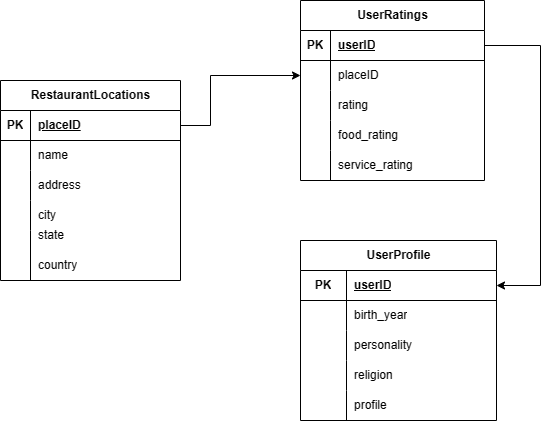 UserRatings
PK userID
placeID
rating
food_rating
service_rating
RestaurantLocations
PK placeID
name
address
city
state
country
UserProfile
PK userID
birth_year
personality
religion
profile